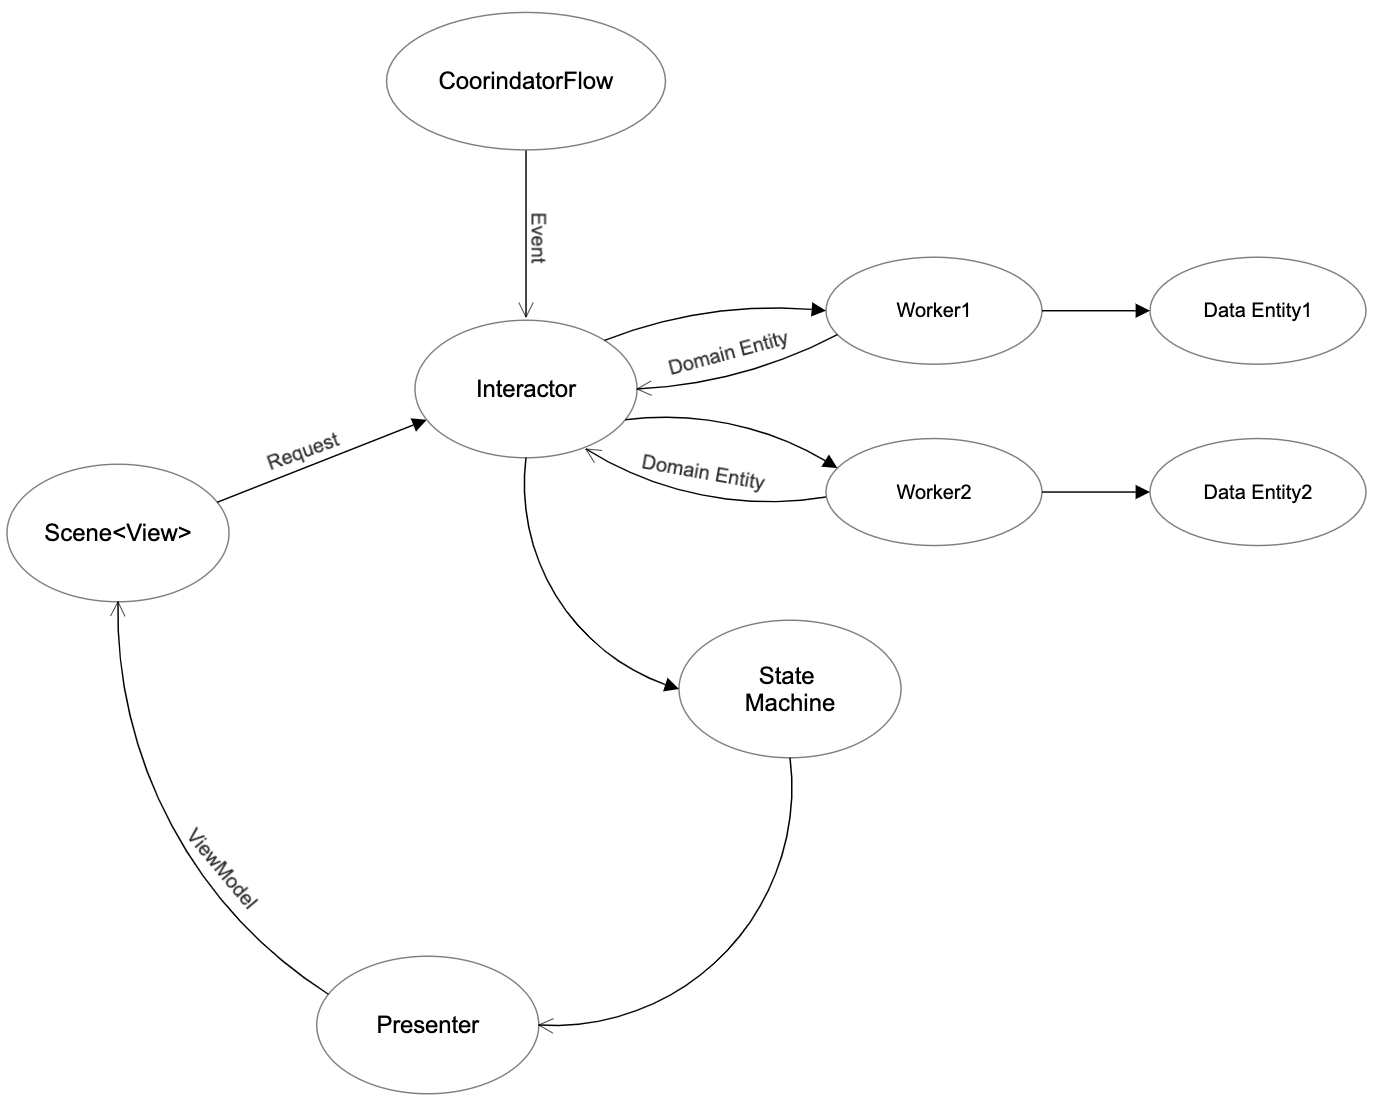 CoorindatorFlow
Event
Worker1
Data Entity1
Domain Entity
Interactor
Request
Domain Entity
Worker2
Data Entity2
Scene<View>
State
Machine
ViewModel
Presenter